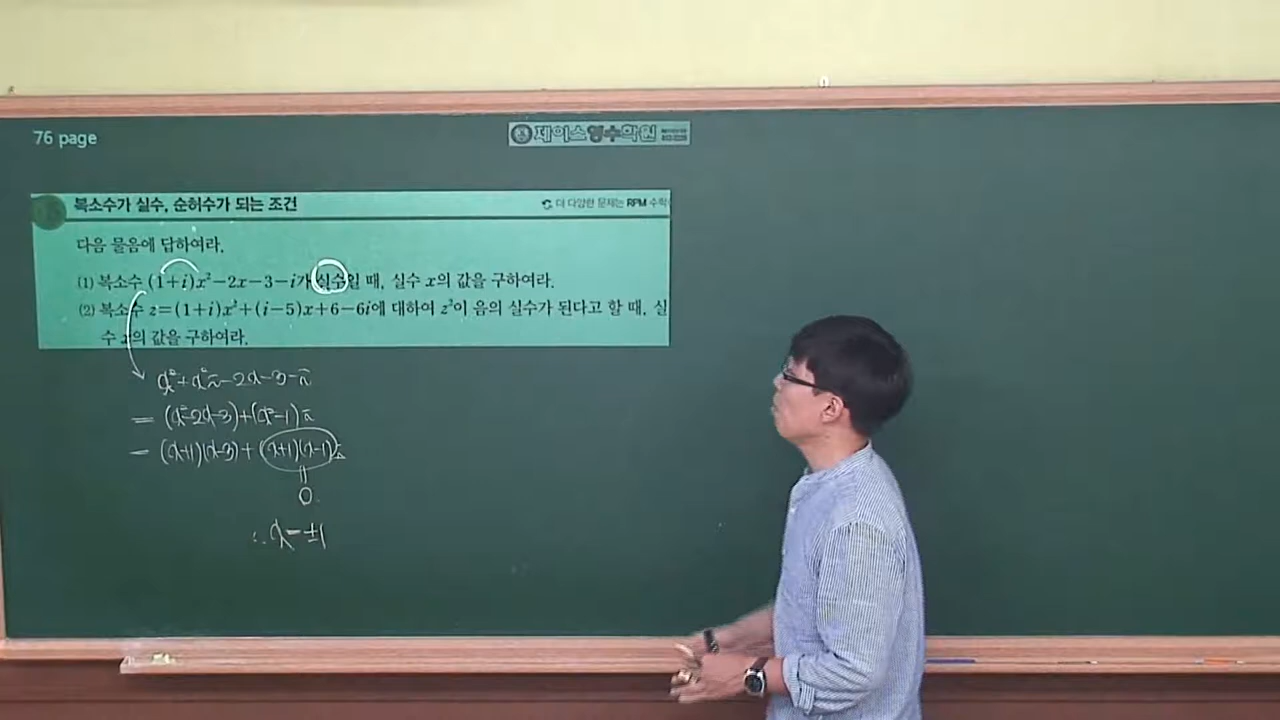 76 page
제이스영수학원
복소수가 실수, 순허수가 되는 조건
더 다양한 문제는 RPM 수학
다음 물음에 답하여라.
(1) 복소수 (1+i)x²-2x-3-i가 실수일 때, 실수 x의 값을 구하여라.
(2) 복소수 z=(1+i)x²+(i-5)x+6-6i에 대하여 z²이 음의 실수가 된다고 할 때, 실
수 x의 값을 구하여라.
x²+x²i-2x-3-i
=(x²-2x-3)+(x²-1)i
=(x+1)(x-3)+(x+1)(x-1)i
=
0.
∴x=±1